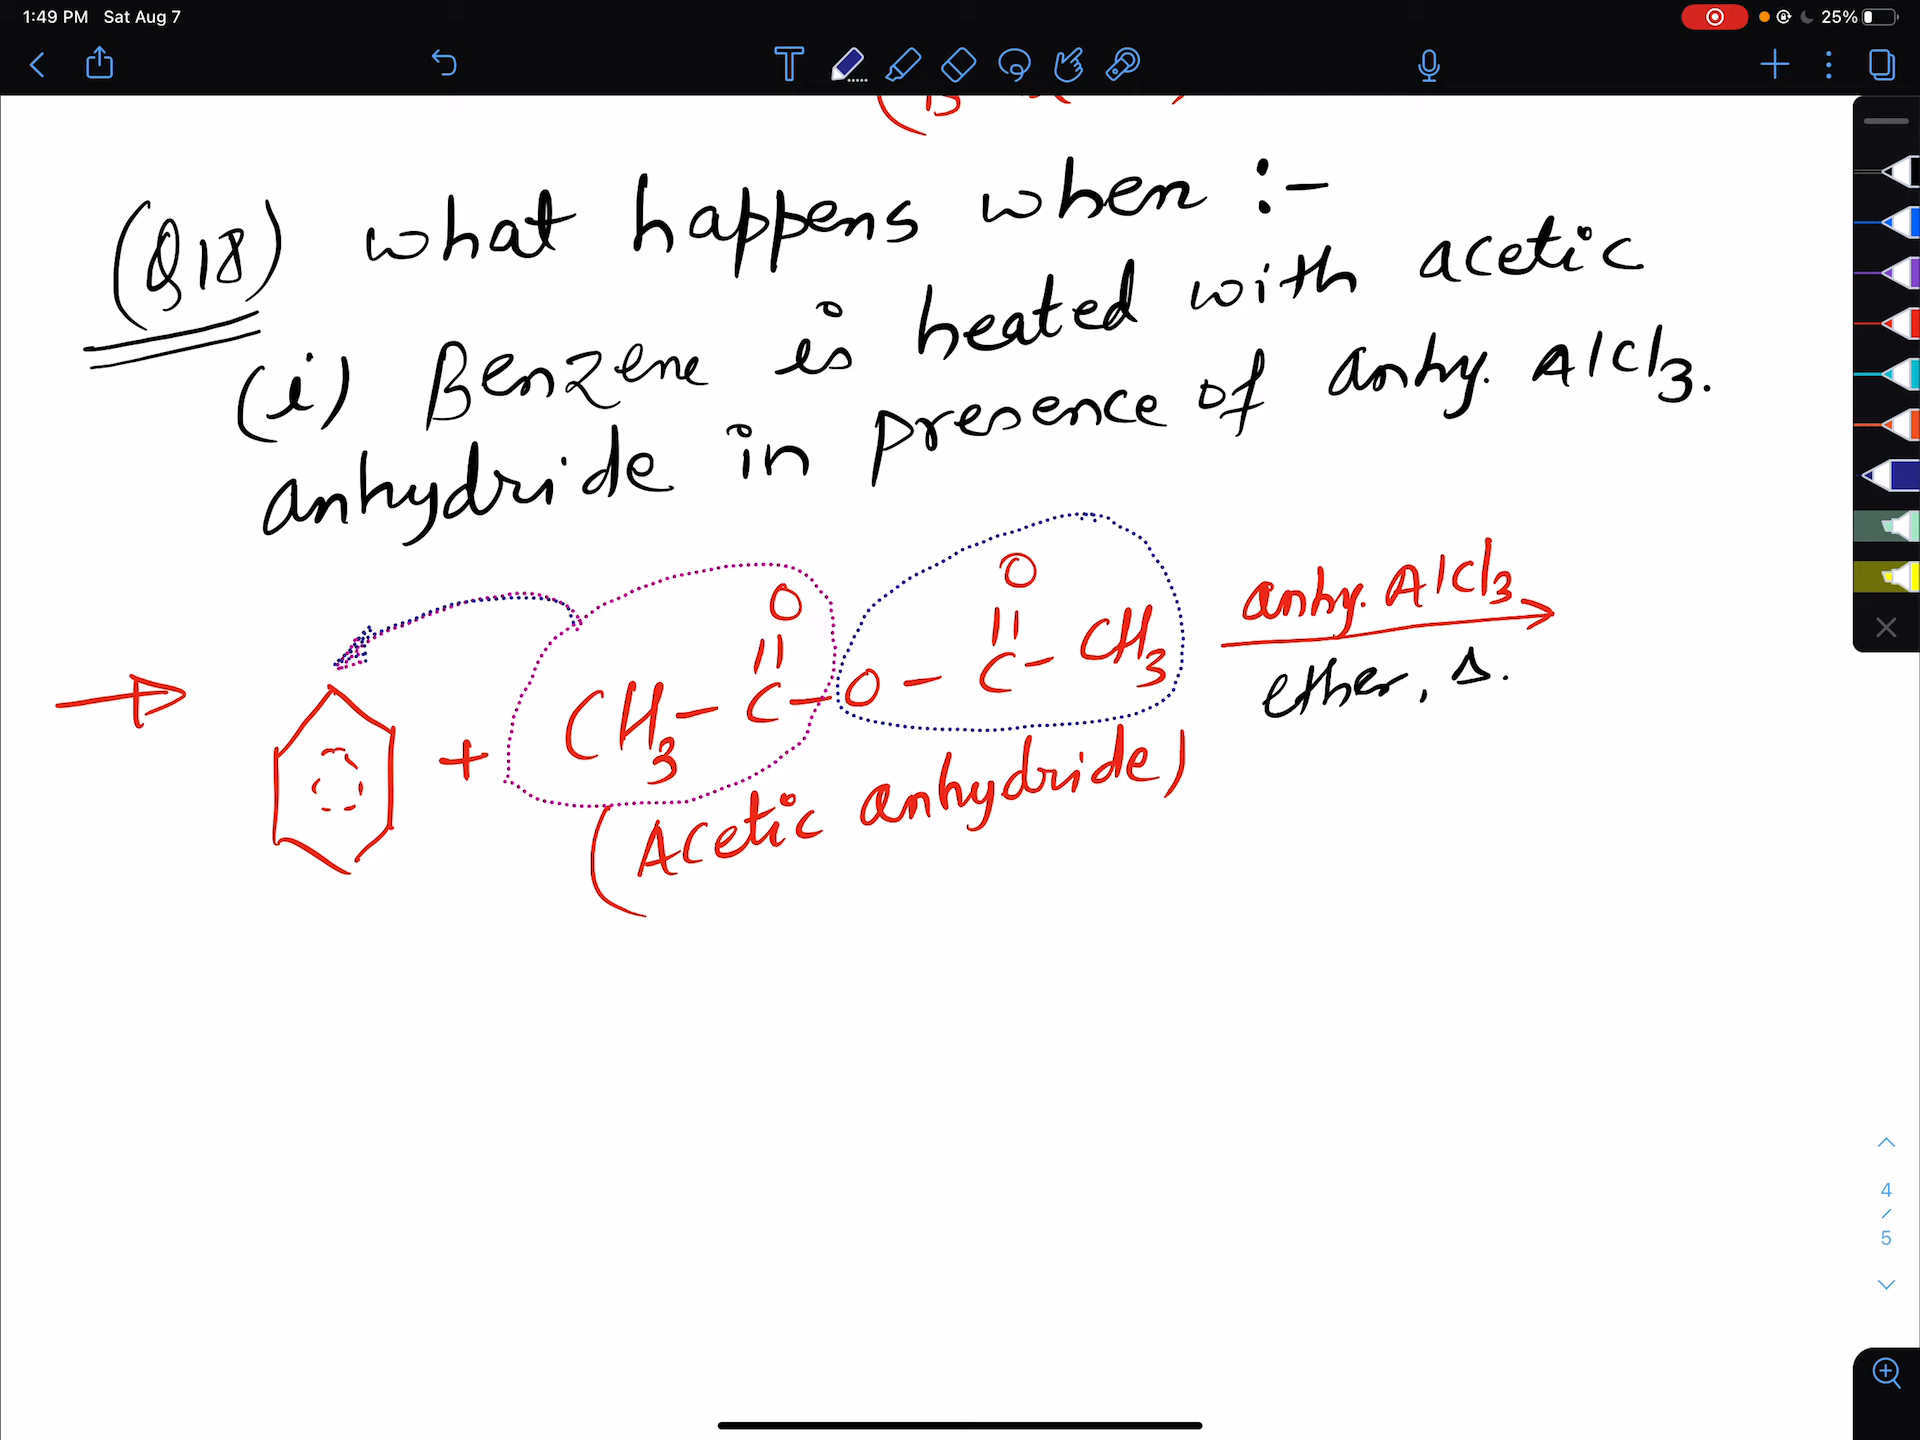 1:49 PM Sat Aug 7
25%
(Q18) what happens when :-
(i) Benzene is heated with acetic
anhydride in presence of anhy. AlCl3.
O O
|| ||
+ CH3-C-O-C-CH3
anhy. AlCl3
ether, Δ.
(Acetic anhydride)
4
/
5